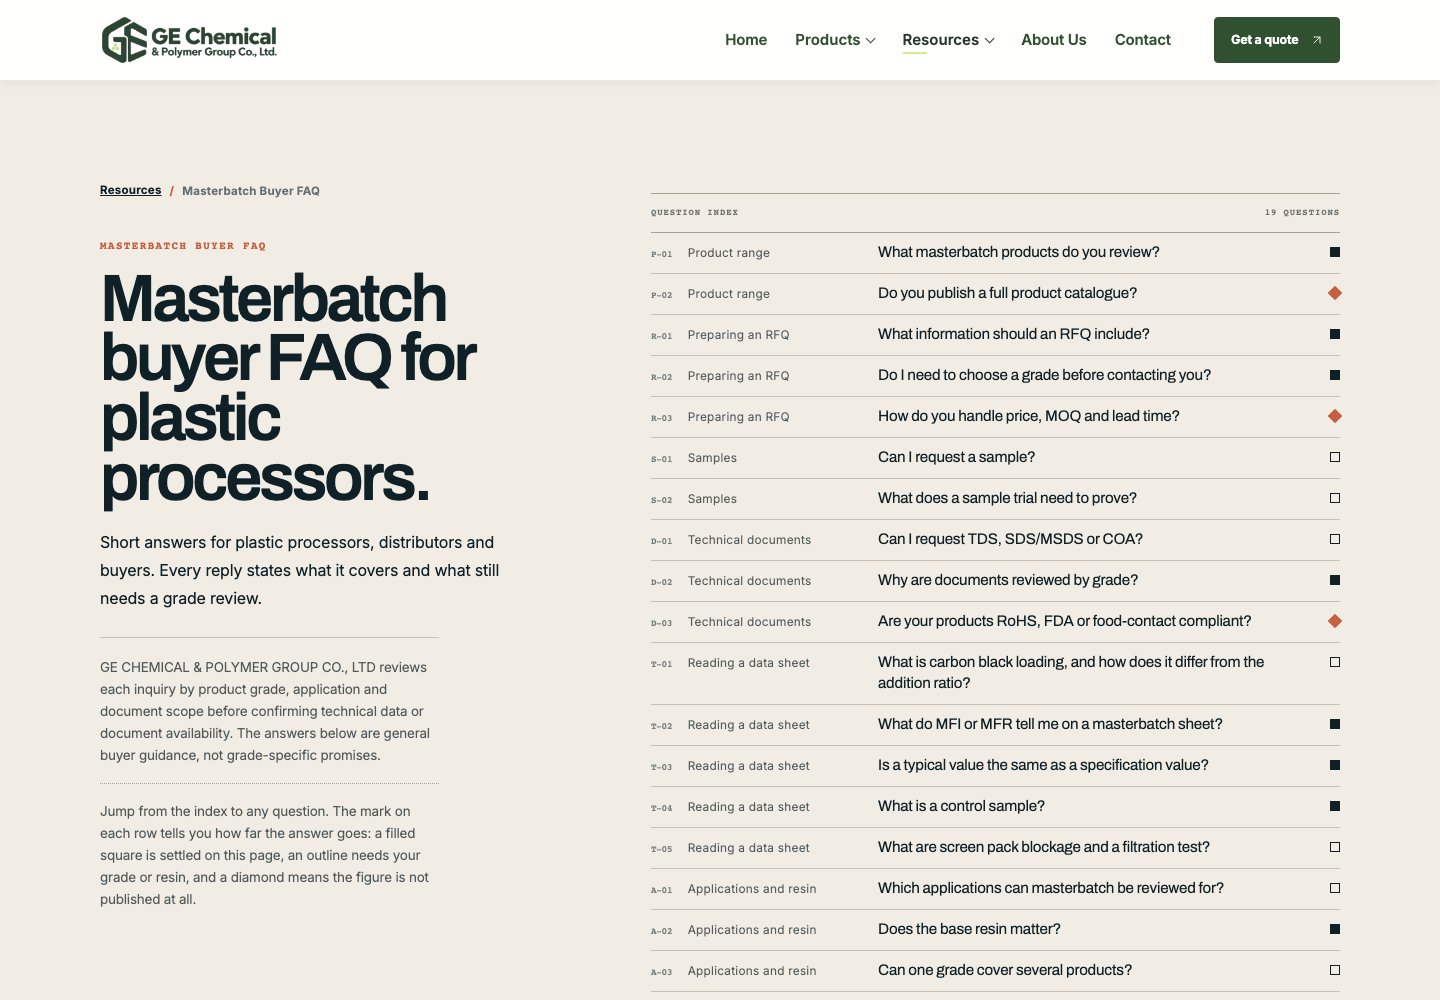 GE Chemical
& Polymer Group Co., Ltd.
Home
Products
Resources
About Us
Contact
Get a quote
Resources / Masterbatch Buyer FAQ
MASTERBATCH BUYER FAQ
Masterbatch
buyer FAQ for
plastic
processors.
Short answers for plastic processors, distributors and
buyers. Every reply states what it covers and what still
needs a grade review.
GE CHEMICAL & POLYMER GROUP CO., LTD reviews
each inquiry by product grade, application and
document scope before confirming technical data or
document availability. The answers below are general
buyer guidance, not grade-specific promises.
Jump from the index to any question. The mark on
each row tells you how far the answer goes: a filled
square is settled on this page, an outline needs your
grade or resin, and a diamond means the figure is not
published at all.
QUESTION INDEX 19 QUESTIONS
P-01 Product range What masterbatch products do you review?
P-02 Product range Do you publish a full product catalogue?
R-01 Preparing an RFQ What information should an RFQ include?
R-02 Preparing an RFQ Do I need to choose a grade before contacting you?
R-03 Preparing an RFQ How do you handle price, MOQ and lead time?
S-01 Samples Can I request a sample?
S-02 Samples What does a sample trial need to prove?
D-01 Technical documents Can I request TDS, SDS/MSDS or COA?
D-02 Technical documents Why are documents reviewed by grade?
D-03 Technical documents Are your products RoHS, FDA or food-contact compliant?
T-01 Reading a data sheet What is carbon black loading, and how does it differ from the
addition ratio?
T-02 Reading a data sheet What do MFI or MFR tell me on a masterbatch sheet?
T-03 Reading a data sheet Is a typical value the same as a specification value?
T-04 Reading a data sheet What is a control sample?
T-05 Reading a data sheet What are screen pack blockage and a filtration test?
A-01 Applications and resin Which applications can masterbatch be reviewed for?
A-02 Applications and resin Does the base resin matter?
A-03 Applications and resin Can one grade cover several products?